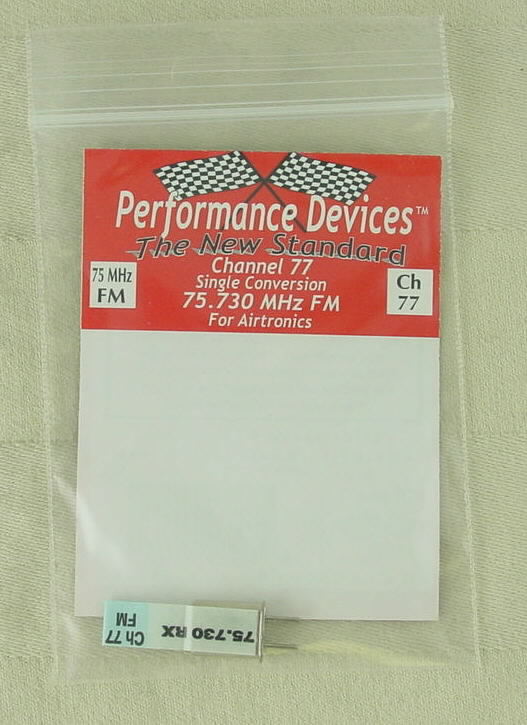 Performance Devices™
The New Standard
Channel 77
Single Conversion
75.730 MHz FM
For Airtronics
75 MHz
FM
Ch
77
75.730 RX
Ch 77
FM